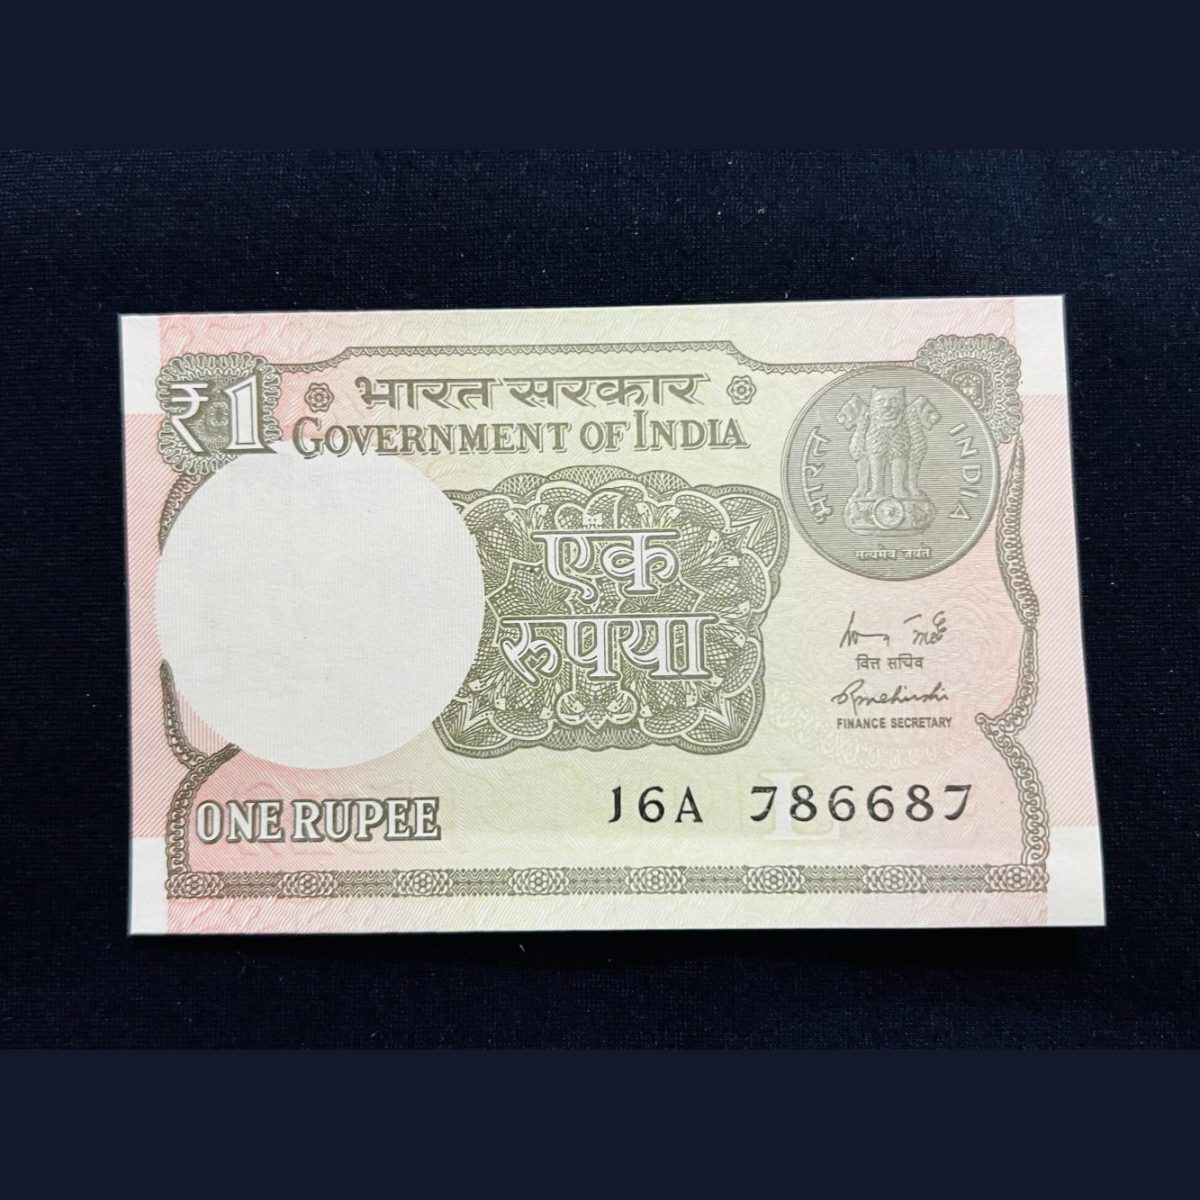 ₹1
भारत सरकार
GOVERNMENT OF INDIA
भारत INDIA
सत्यमेव जयते
एक
रुपया
वित्त सचिव
FINANCE SECRETARY
ONE RUPEE
16A 786687
L